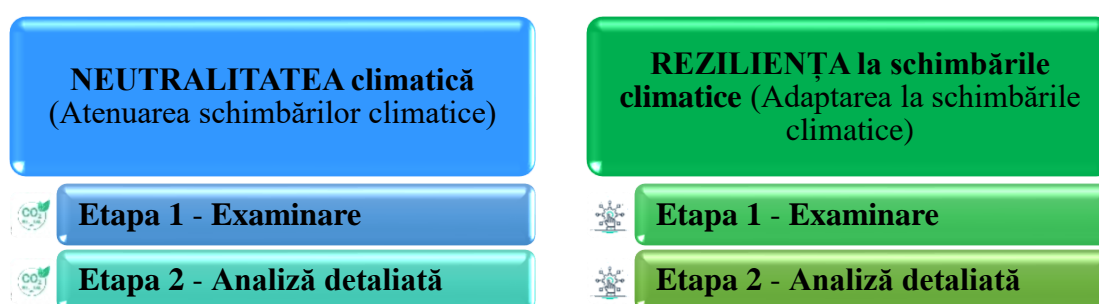 NEUTRALITATEA climatică
(Atenuarea schimbărilor climatice)
Etapa 1 - Examinare
Etapa 2 - Analiză detaliată
REZILIENȚA la schimbările
climatice (Adaptarea la schimbările
climatice)
Etapa 1 - Examinare
Etapa 2 - Analiză detaliată